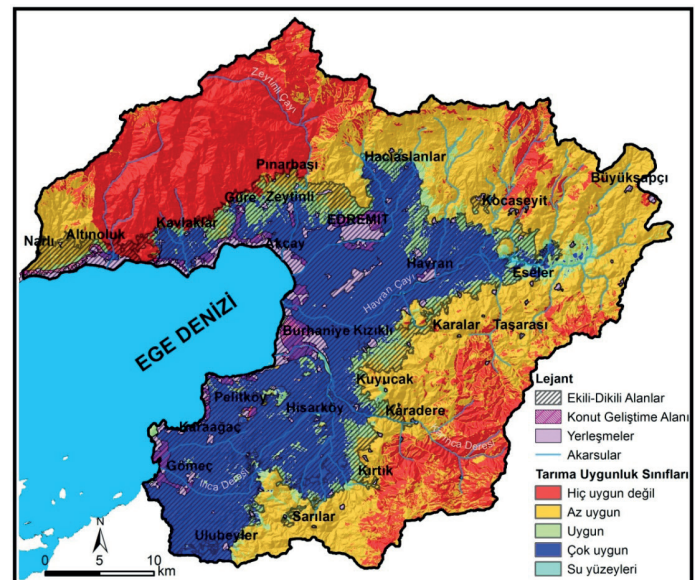 Zeytinli Çayı
Pınarbaşı
Hacıaslanlar
Büyükşapçı
Kocaseyit
Güre Zeytinli
EDREMİT
Narlı
Altınoluk
Kavlaklar
Akçay
Havran
Eseler
EGE DENİZİ
Havran Çayı
Burhaniye Kızıklı
Karalar
Taşarası
Kuyucak
Pelitköy
Hisarköy
Karadere
Karaağaç
Gömeç
Kırtık
Ulubeyler
Sarılar
N
0 5 10
km
Lejant
Ekili-Dikili Alanlar
Konut Geliştime Alanı
Yerleşmeler
Akarsular
Tarıma Uygunluk Sınıfları
Hiç uygun değil
Az uygun
Uygun
Çok uygun
Su yüzeyleri